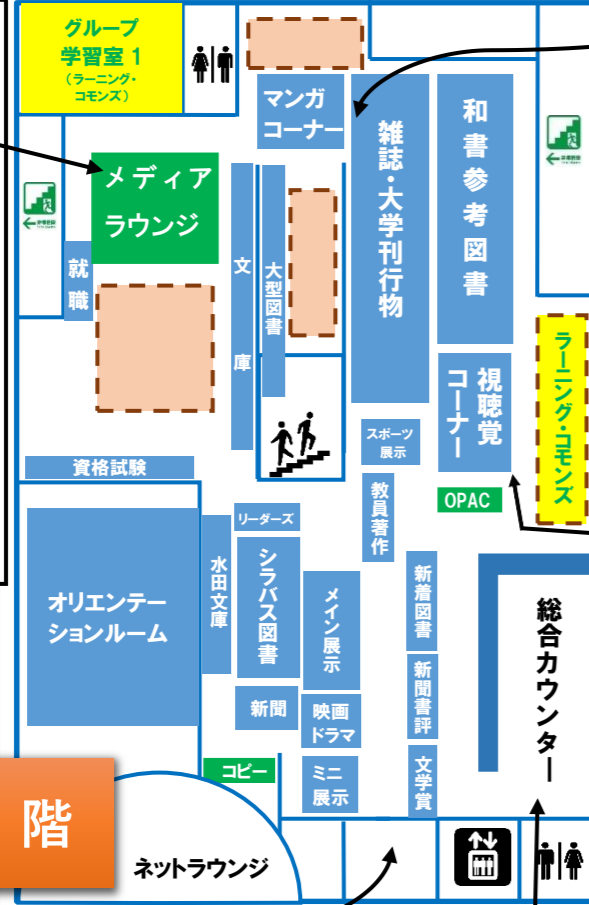 グループ
学習室 1
（ラーニング・
コモンズ）
マンガ
コーナー
雑誌・大学刊行物
和書参考図書
メディア
ラウンジ
就職
文庫
大型図書
ラーニング・コモンズ
視聴覚
コーナー
スポーツ
展示
資格試験
OPAC
教員著作
リーダーズ
水田文庫
シラバス図書
オリエンテー
ションルーム
メイン展示
新着図書
総合カウンター
新聞
映画
ドラマ
新聞書評
コピー
ミニ
展示
文学賞
階
ネットラウンジ